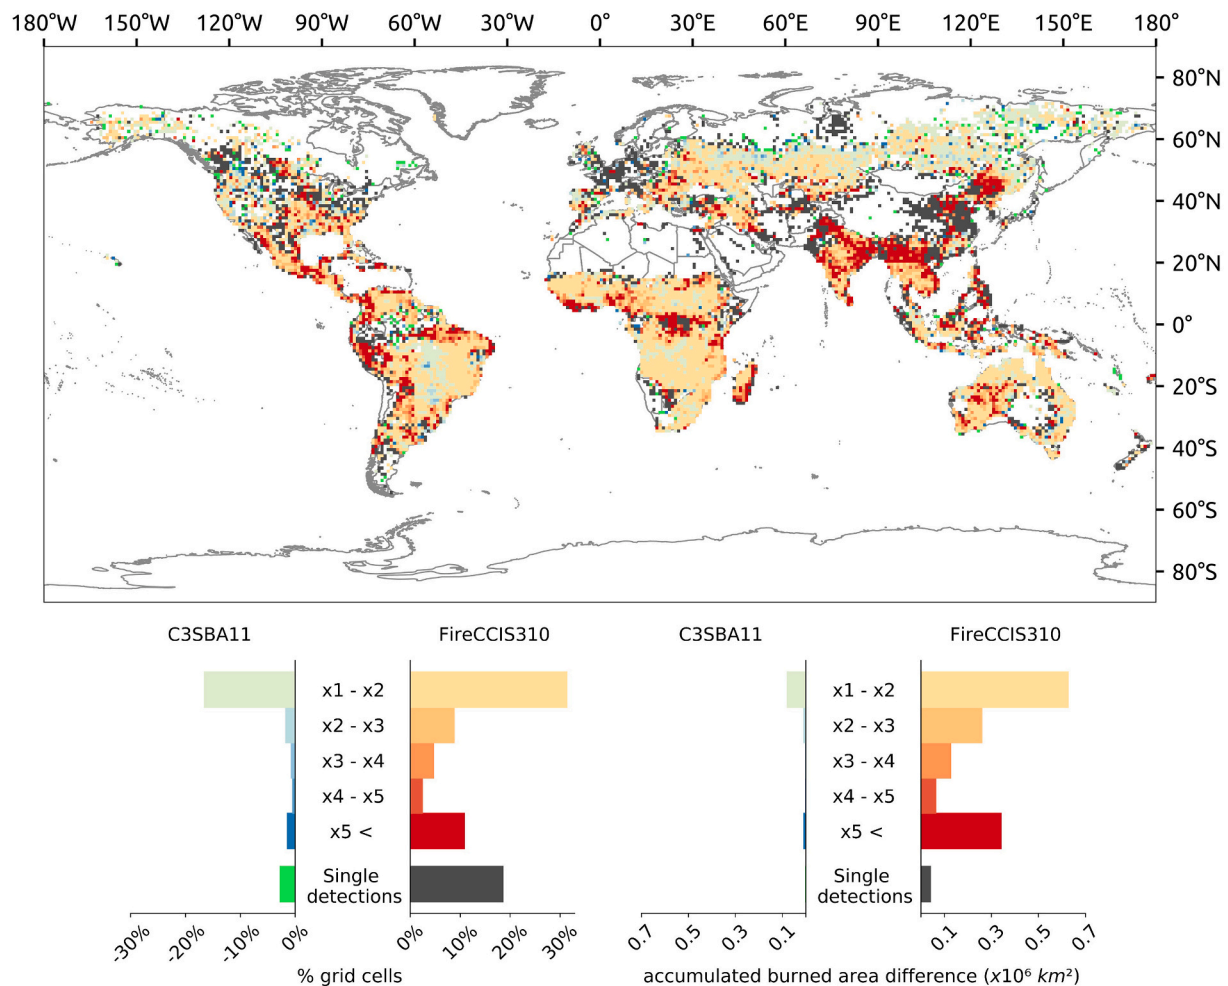 180°W 150°W 120°W 90°W 60°W 30°W 0° 30°E 60°E 90°E 120°E 150°E 180°
80°N
60°N
40°N
20°N
0°
20°S
40°S
60°S
80°S
C3SBA11 FireCCIS310 C3SBA11 FireCCIS310
x1 - x2 x1 - x2
x2 - x3 x2 - x3
x3 - x4 x3 - x4
x4 - x5 x4 - x5
x5 < x5 <
Single Single
detections detections
-30% -20% -10% 0% 0% 10% 20% 30% 0.7 0.5 0.3 0.1 0.1 0.3 0.5 0.7
% grid cells accumulated burned area difference (x10⁶ km²)